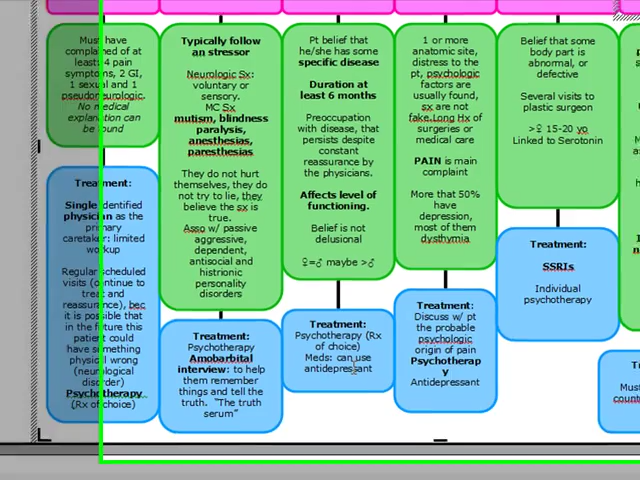 Must have
complained of at
least 4 pain
symptoms, 2 GI,
1 sexual and 1
pseudoneurologic.
No medical
explanation can
be found
Treatment:
Single identified
physician as the
primary
caretaker: limited
workup
Regular scheduled
visits (continue to
treat and
reassurance), bec
it is possible that
in the future this
patient could
have something
physical wrong
(neurological
disorder)
Psychotherapy
(Rx of choice)
Typically follow
an stressor
Neurologic Sx:
voluntary or
sensory.
MC Sx
mutism, blindness
paralysis,
anesthesias,
paresthesias
They do not hurt
themselves, they do
not try to lie, they
believe the sx is
true.
Asso w/ passive
aggressive,
dependent,
antisocial and
histrionic
personality
disorders
Treatment:
Psychotherapy
Amobarbital
interview: to help
them remember
things and tell the
truth. "The truth
serum"
Pt belief that
he/she has some
specific disease
Duration at
least 6 months
Preoccupation
with disease, that
persists despite
constant
reassurance by
the physicians.
Affects level of
functioning.
Belief is not
delusional
♀=♂ maybe >♂
Treatment:
Psychotherapy (Rx
of choice)
Meds: can use
antidepressant
1 or more
anatomic site,
distress to the
pt, psychologic
factors are
usually found,
sx are not
fake.Long Hx of
surgeries or
medical care
PAIN is main
complaint
More that 50%
have
depression,
most of them
dysthymia
Treatment:
Discuss w/ pt
the probable
psychologic
origin of pain
Psychotherap
y
Antidepressant
Belief that some
body part is
abnormal, or
defective
Several visits to
plastic surgeon
>♀ 15-20 yo
Linked to Serotonin
Treatment:
SSRIs
Individual
psychotherapy
Must